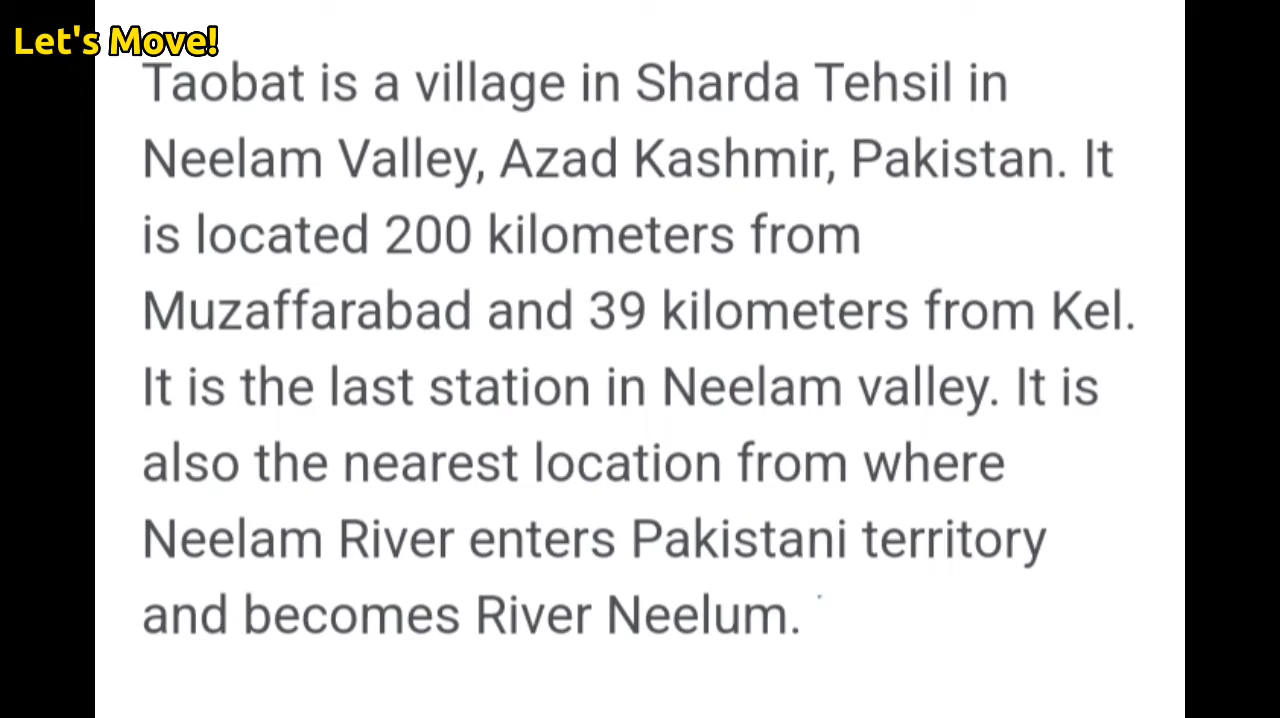 Let's Move!
Taobat is a village in Sharda Tehsil in
Neelam Valley, Azad Kashmir, Pakistan. It
is located 200 kilometers from
Muzaffarabad and 39 kilometers from Kel.
It is the last station in Neelam valley. It is
also the nearest location from where
Neelam River enters Pakistani territory
and becomes River Neelum.